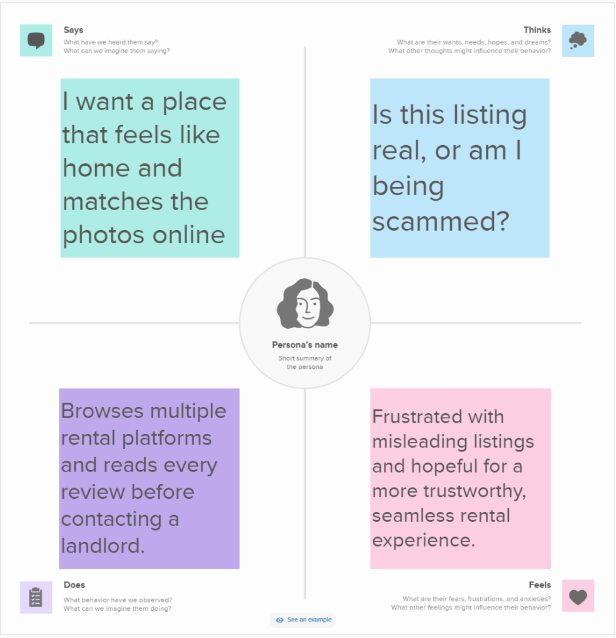 Says
What have we heard them say?
What can we imagine them saying?
Thinks
What are their wants, needs, hopes, and dreams?
What other thoughts might influence their behavior?
I want a place
that feels like
home and
matches the
photos online
Is this listing
real, or am I
being
scammed?
Persona's name
Short summary of
the persona
Browses multiple
rental platforms
and reads every
review before
contacting a
landlord.
Frustrated with
misleading listings
and hopeful for a
more trustworthy,
seamless rental
experience.
Does
What behavior have we observed?
What can we imagine them doing?
Feels
What are their fears, frustrations, and anxieties?
What other feelings might influence their behavior?
See an example